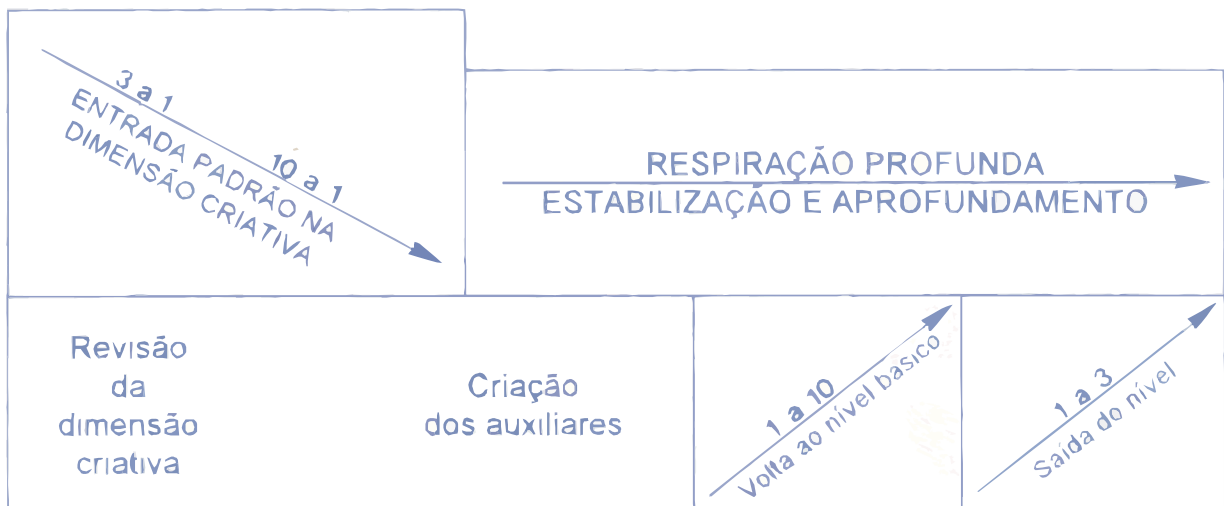 3 a 1
10 a 1
ENTRADA PADRÃO NA
DIMENSÃO CRIATIVA
RESPIRAÇÃO PROFUNDA
ESTABILIZAÇÃO E APROFUNDAMENTO
Revisão
da
dimensão
criativa
Criação
dos auxiliares
1 a 10
Volta ao nível basico
1 a 3
Saída do nível